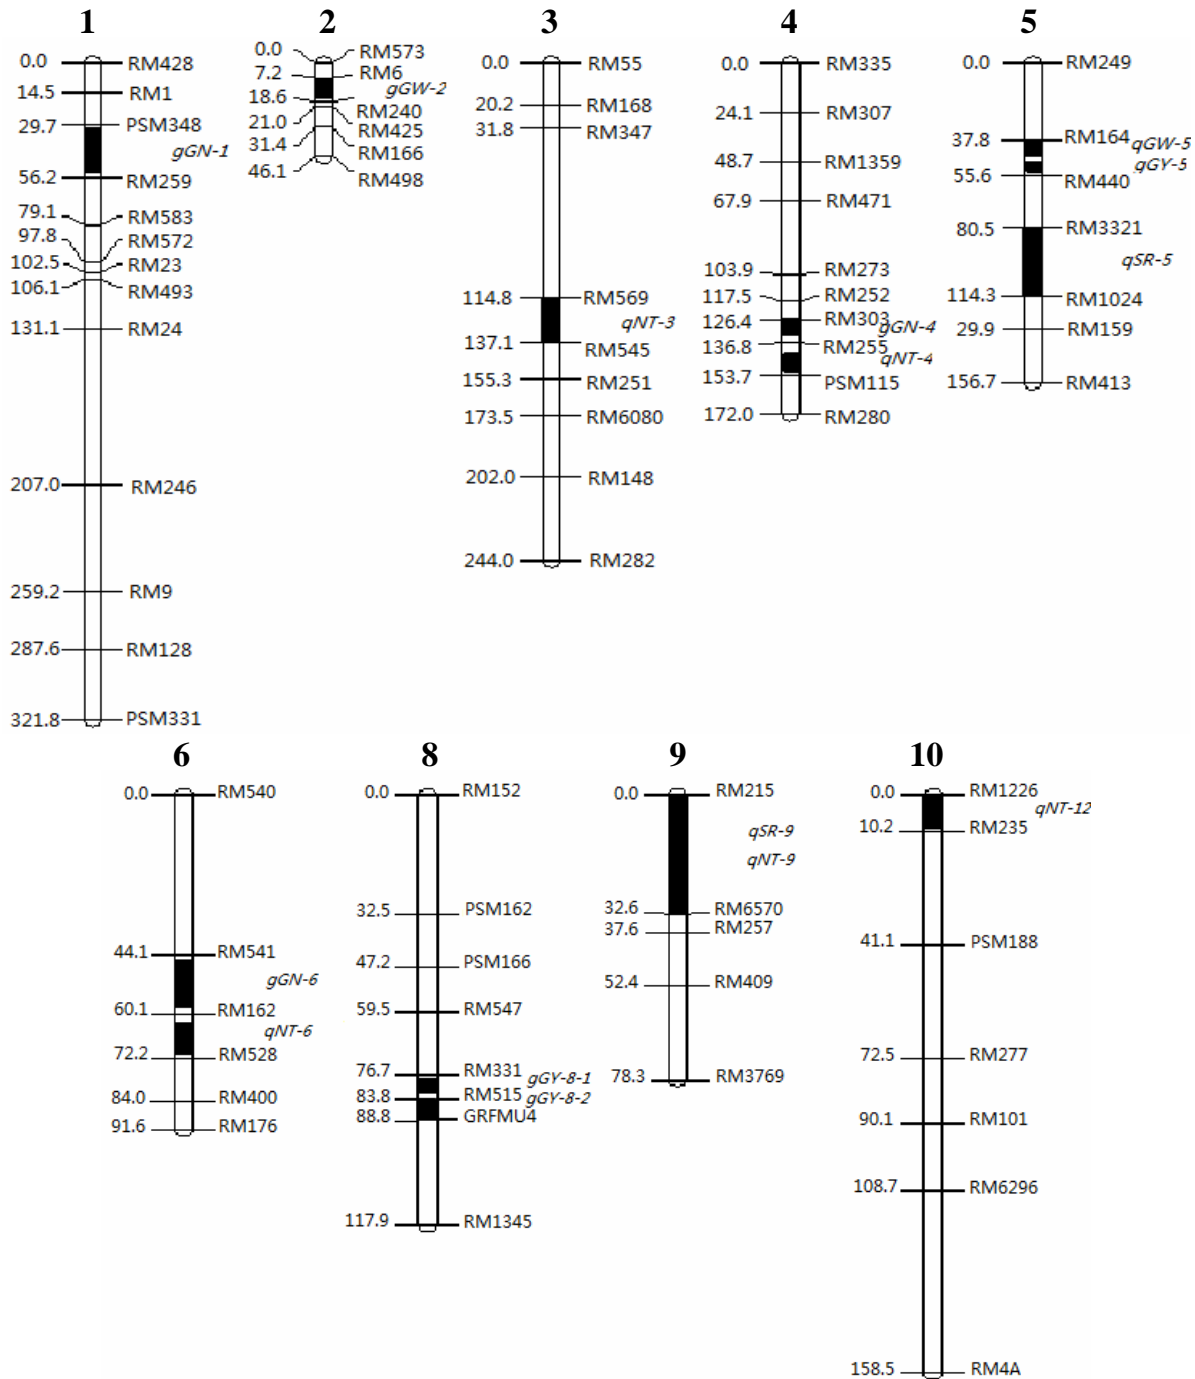 1
0.0 RM428
14.5 RM1
29.7 PSM348
gGN-1
56.2 RM259
79.1 RM583
97.8 RM572
102.5 RM23
106.1 RM493
131.1 RM24
207.0 RM246
259.2 RM9
287.6 RM128
321.8 PSM331
2
0.0 RM573
7.2 RM6
gGW-2
18.6 RM240
21.0 RM425
31.4 RM166
46.1 RM498
3
0.0 RM55
20.2 RM168
31.8 RM347
114.8 RM569
qNT-3
137.1 RM545
155.3 RM251
173.5 RM6080
202.0 RM148
244.0 RM282
4
0.0 RM335
24.1 RM307
48.7 RM1359
67.9 RM471
103.9 RM273
117.5 RM252
126.4 RM303
gGN-4
136.8 RM255
qNT-4
153.7 PSM115
172.0 RM280
5
0.0 RM249
37.8 RM164 qGW-5
qGY-5
55.6 RM440
80.5 RM3321
qSR-5
114.3 RM1024
29.9 RM159
156.7 RM413
6
0.0 RM540
44.1 RM541
gGN-6
60.1 RM162
qNT-6
72.2 RM528
84.0 RM400
91.6 RM176
8
0.0 RM152
32.5 PSM162
47.2 PSM166
59.5 RM547
76.7 RM331
gGY-8-1
83.8 RM515 gGY-8-2
88.8 GRFMU4
117.9 RM1345
9
0.0 RM215
qSR-9
qNT-9
32.6 RM6570
37.6 RM257
52.4 RM409
78.3 RM3769
10
0.0 RM1226
qNT-12
10.2 RM235
41.1 PSM188
72.5 RM277
90.1 RM101
108.7 RM6296
158.5 RM4A